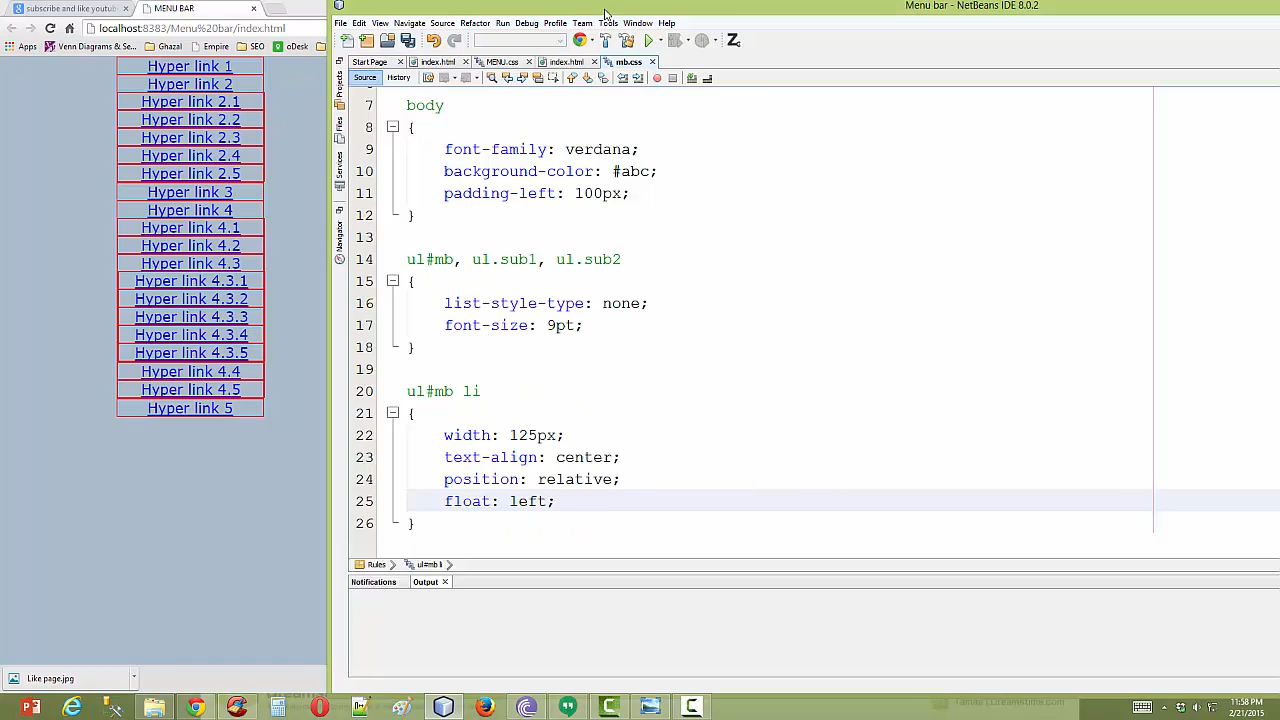 subscribe and like youtub
MENU BAR
localhost:8383/Menu%20bar/index.html
Apps
Venn Diagrams & Se
Ghazal
Empire
SEO
oDesk
Hyper link 1
Hyper link 2
Hyper link 2.1
Hyper link 2.2
Hyper link 2.3
Hyper link 2.4
Hyper link 2.5
Hyper link 3
Hyper link 4
Hyper link 4.1
Hyper link 4.2
Hyper link 4.3
Hyper link 4.3.1
Hyper link 4.3.2
Hyper link 4.3.3
Hyper link 4.3.4
Hyper link 4.3.5
Hyper link 4.4
Hyper link 4.5
Hyper link 5
Like page.jpg
Menu bar - NetBeans IDE 8.0.2
File Edit View Navigate Source Refactor Run Debug Profile Team Tools Window Help
Start Page index.html MENU.css index.html mb.css
Source History
Projects
Files
Services
Navigator
7 body
8 {
9 font-family: verdana;
10 background-color: #abc;
11 padding-left: 100px;
12 }
13
14 ul#mb, ul.sub1, ul.sub2
15 {
16 list-style-type: none;
17 font-size: 9pt;
18 }
19
20 ul#mb li
21 {
22 width: 125px;
23 text-align: center;
24 position: relative;
25 float: left;
26 }
Rules ul#mb li
Notifications Output
11:58 PM
2/21/2015